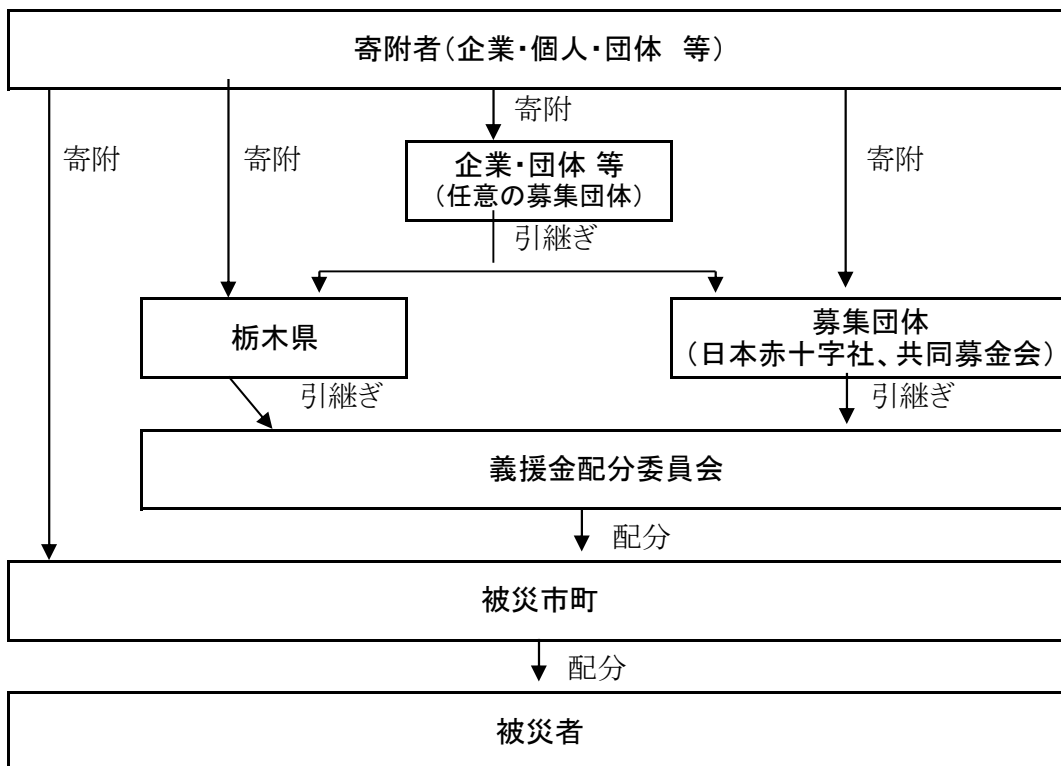 寄附者（企業・個人・団体　等）
寄附
寄附
寄附
寄附
企業・団体 等
（任意の募集団体）
引継ぎ
栃木県
募集団体
（日本赤十字社、共同募金会）
引継ぎ
引継ぎ
義援金配分委員会
配分
被災市町
配分
被災者